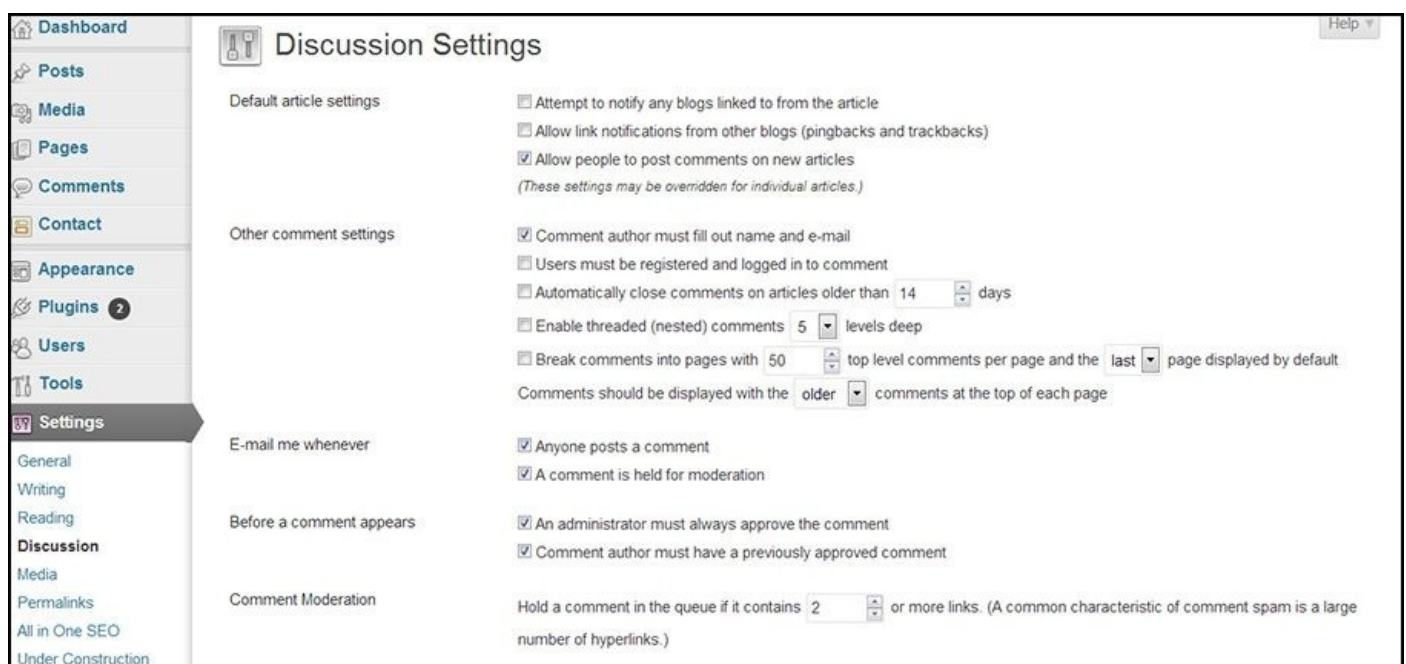 Dashboard
Posts
Media
Pages
Comments
Contact
Appearance
Plugins 2
Users
Tools
Settings
General
Writing
Reading
Discussion
Media
Permalinks
All in One SEO
Under Construction
Help
Discussion Settings
Default article settings
Attempt to notify any blogs linked to from the article
Allow link notifications from other blogs (pingbacks and trackbacks)
Allow people to post comments on new articles
(These settings may be overridden for individual articles.)
Other comment settings
Comment author must fill out name and e-mail
Users must be registered and logged in to comment
Automatically close comments on articles older than 14 days
Enable threaded (nested) comments 5 levels deep
Break comments into pages with 50 top level comments per page and the last page displayed by default
Comments should be displayed with the older comments at the top of each page
E-mail me whenever
Anyone posts a comment
A comment is held for moderation
Before a comment appears
An administrator must always approve the comment
Comment author must have a previously approved comment
Comment Moderation
Hold a comment in the queue if it contains 2 or more links. (A common characteristic of comment spam is a large
number of hyperlinks.)